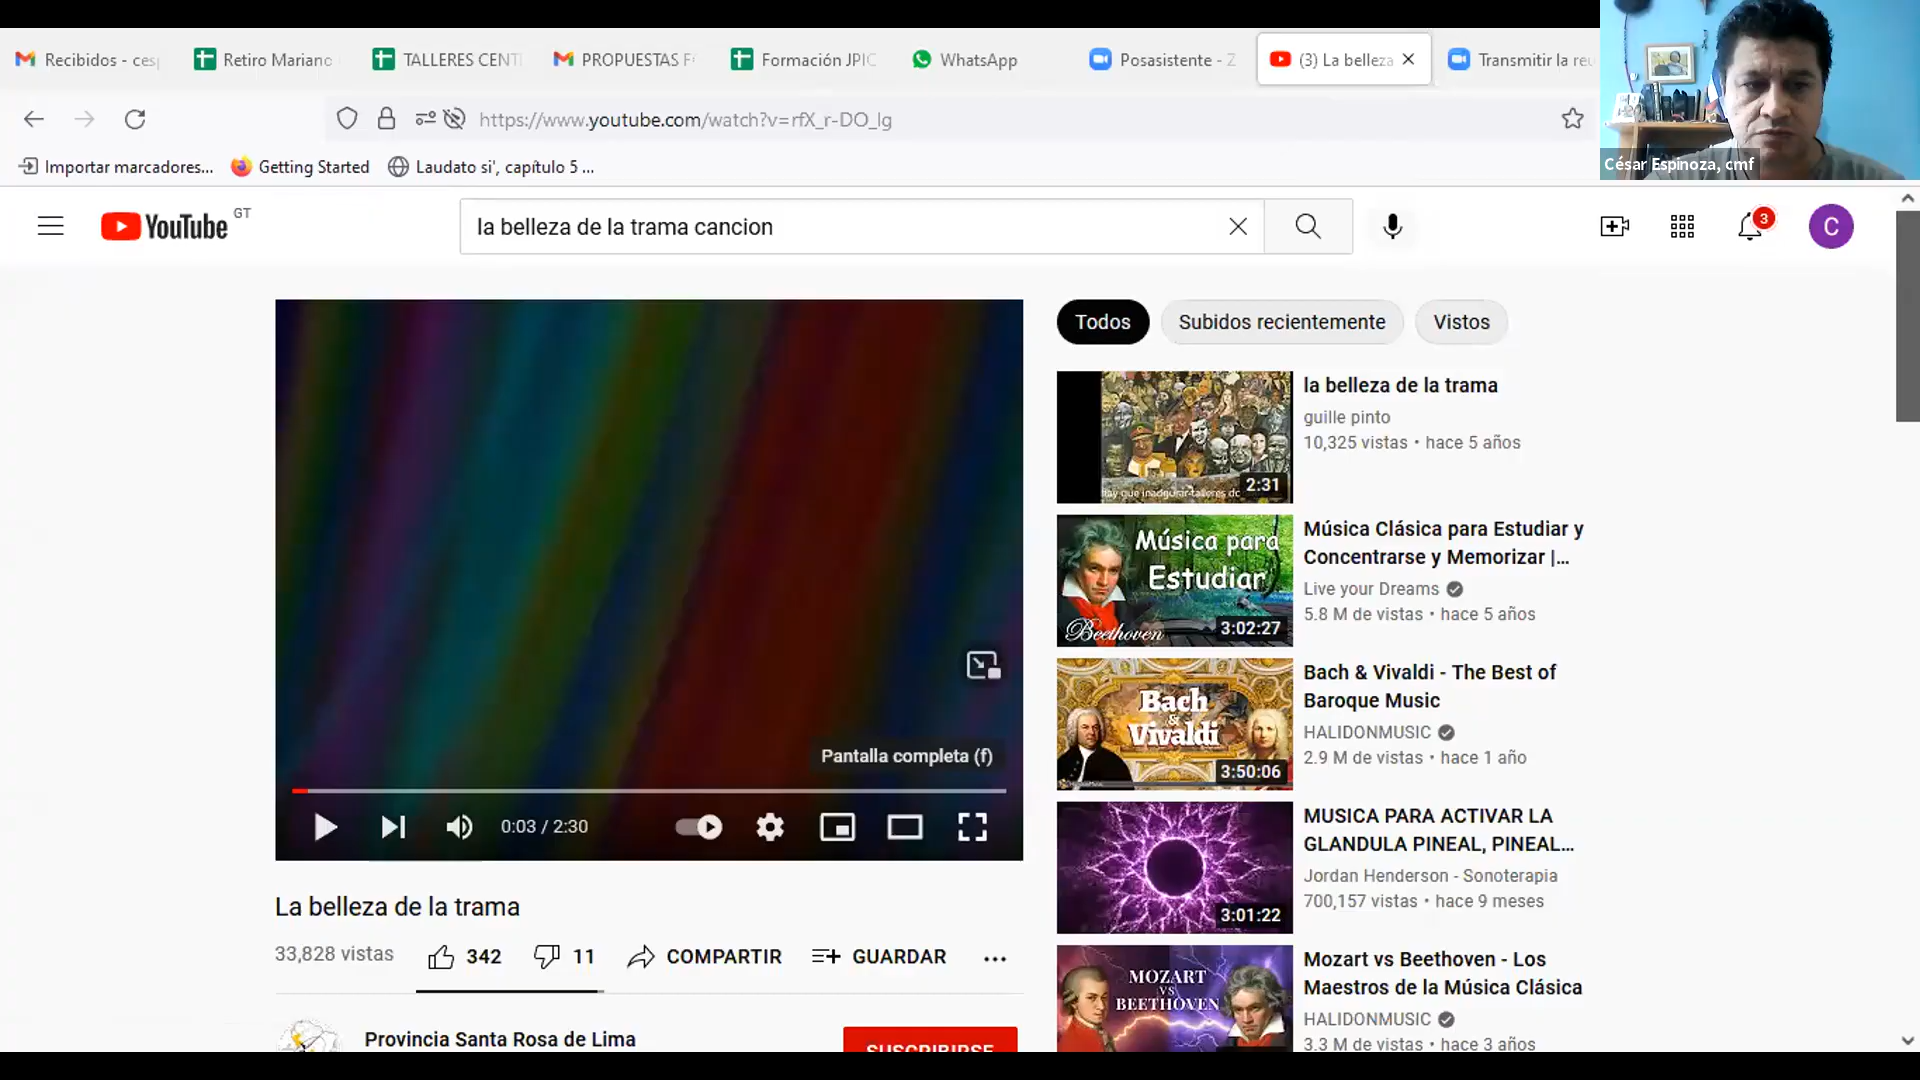 Recibidos - ces
Retiro Mariano
TALLERES CENT
PROPUESTAS F
Formación JPIC
WhatsApp
Posasistente - Z
(3) La belleza
Transmitir la reu
https://www.youtube.com/watch?v=rfX_r-DO_lg
Importar marcadores...
Getting Started
Laudato si', capítulo 5 ...
César Espinoza, cmf
YouTube GT
la belleza de la trama cancion
3
C
Todos
Subidos recientemente
Vistos
la belleza de la trama
guille pinto
10,325 vistas • hace 5 años
hay que inaugurar talleres de
2:31
Música para
Estudiar
Beethoven
3:02:27
Música Clásica para Estudiar y
Concentrarse y Memorizar |...
Live your Dreams
5.8 M de vistas • hace 5 años
Bach
&
Vivaldi
3:50:06
Bach & Vivaldi - The Best of
Baroque Music
HALIDONMUSIC
2.9 M de vistas • hace 1 año
3:01:22
MUSICA PARA ACTIVAR LA
GLANDULA PINEAL, PINEAL...
Jordan Henderson - Sonoterapia
700,157 vistas • hace 9 meses
MOZART
VS
BEETHOVEN
Mozart vs Beethoven - Los
Maestros de la Música Clásica
HALIDONMUSIC
3.3 M de vistas • hace 3 años
Pantalla completa (f)
0:03 / 2:30
La belleza de la trama
33,828 vistas
342
11
COMPARTIR
GUARDAR
Provincia Santa Rosa de Lima
SUSCRIBIRSE